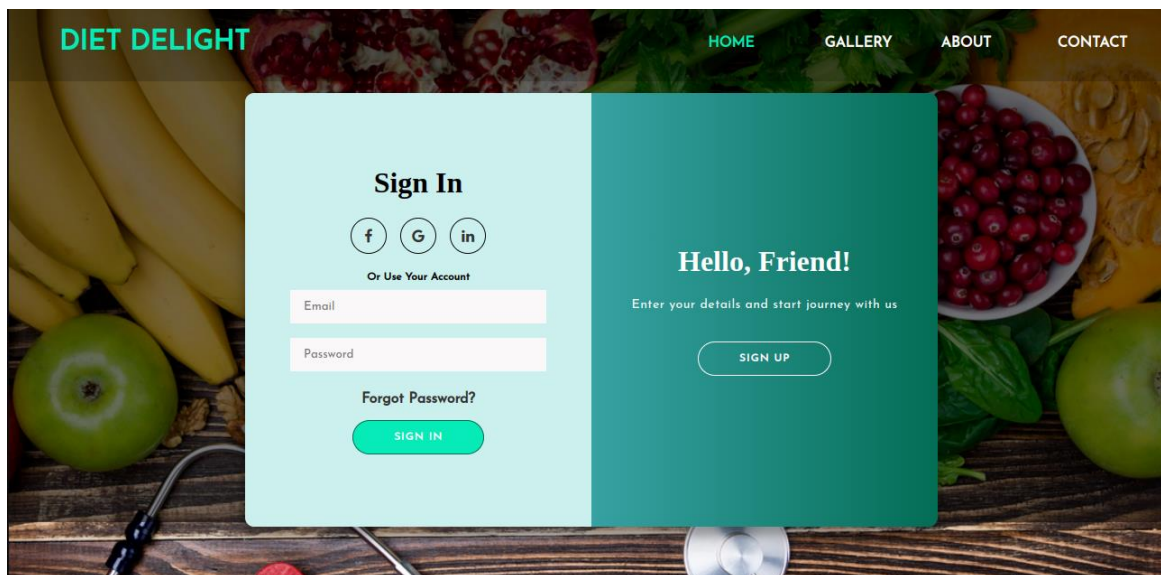 DIET DELIGHT
HOME GALLERY ABOUT CONTACT
Sign In
f G in
Or Use Your Account
Email
Password
Forgot Password?
SIGN IN
Hello, Friend!
Enter your details and start journey with us
SIGN UP